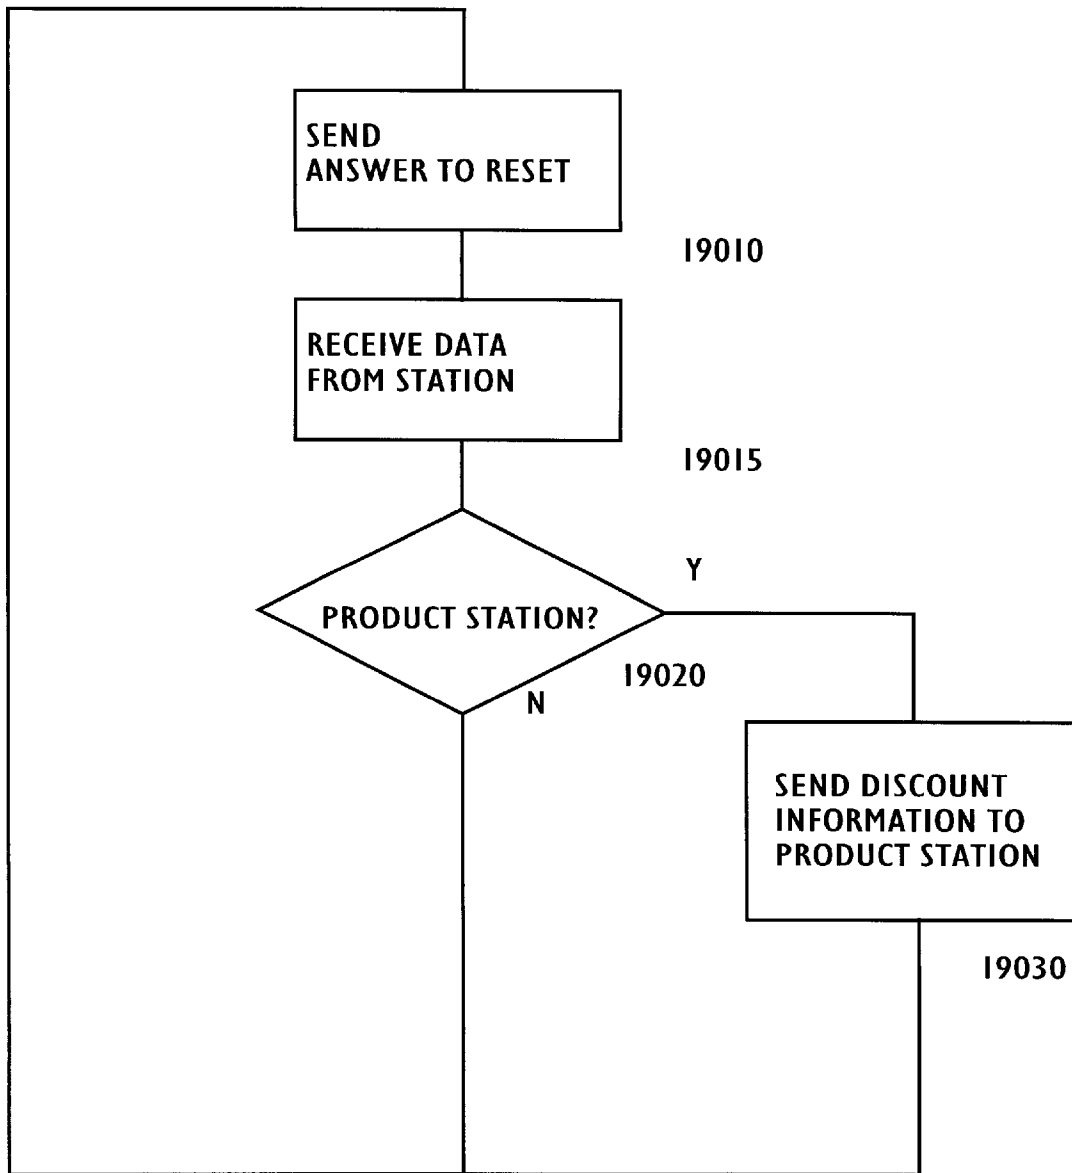 SEND
ANSWER TO RESET
19010
RECEIVE DATA
FROM STATION
19015
Y
PRODUCT STATION?
19020
N
SEND DISCOUNT
INFORMATION TO
PRODUCT STATION
19030